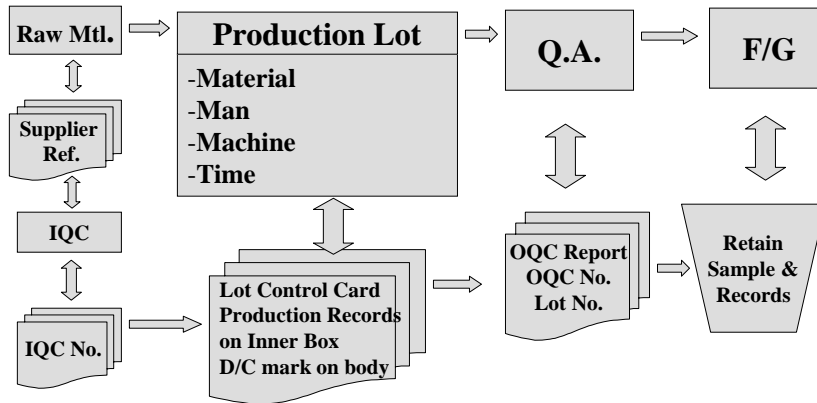 Raw Mtl.
Production Lot
-Material
-Man
-Machine
-Time
Q.A.
F/G
Supplier
Ref.
IQC
IQC No.
Lot Control Card
Production Records
on Inner Box
D/C mark on body
OQC Report
OQC No.
Lot No.
Retain
Sample &
Records